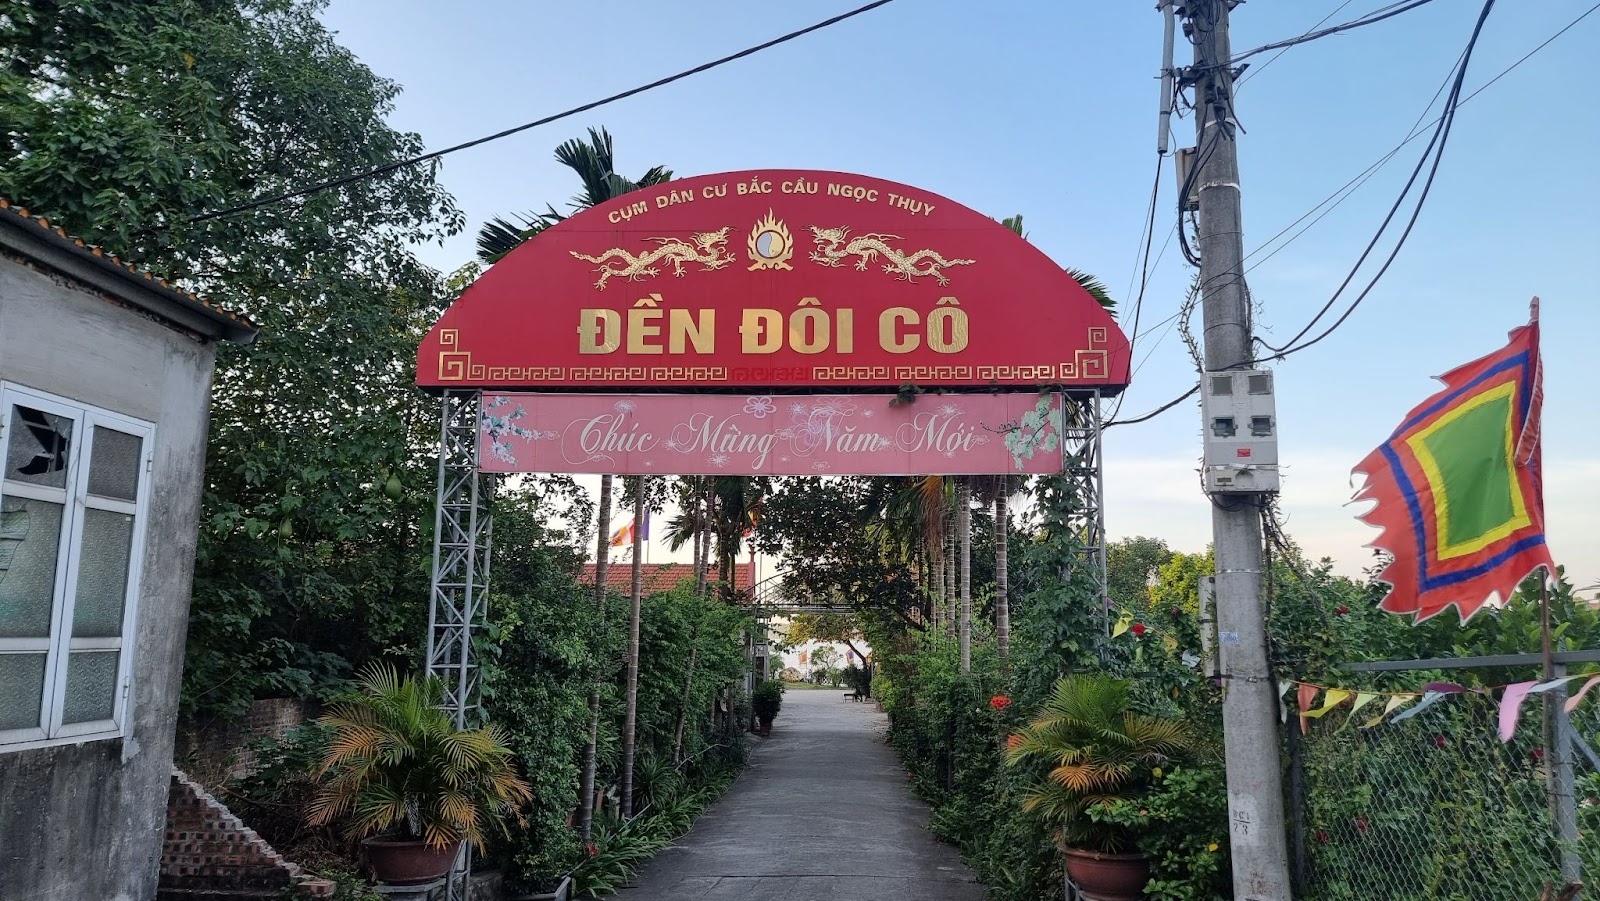 CỤM DÂN CƯ BẮC CẦU NGỌC THỤY
ĐỀN ĐÔI CÔ
Chúc Mừng Năm Mới